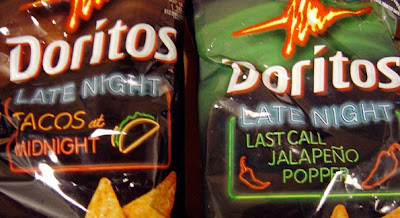 Doritos
LATE NIGHT
TACOS at
MIDNIGHT
Doritos
LATE NIGHT
LAST CALL
JALAPEÑO
POPPER